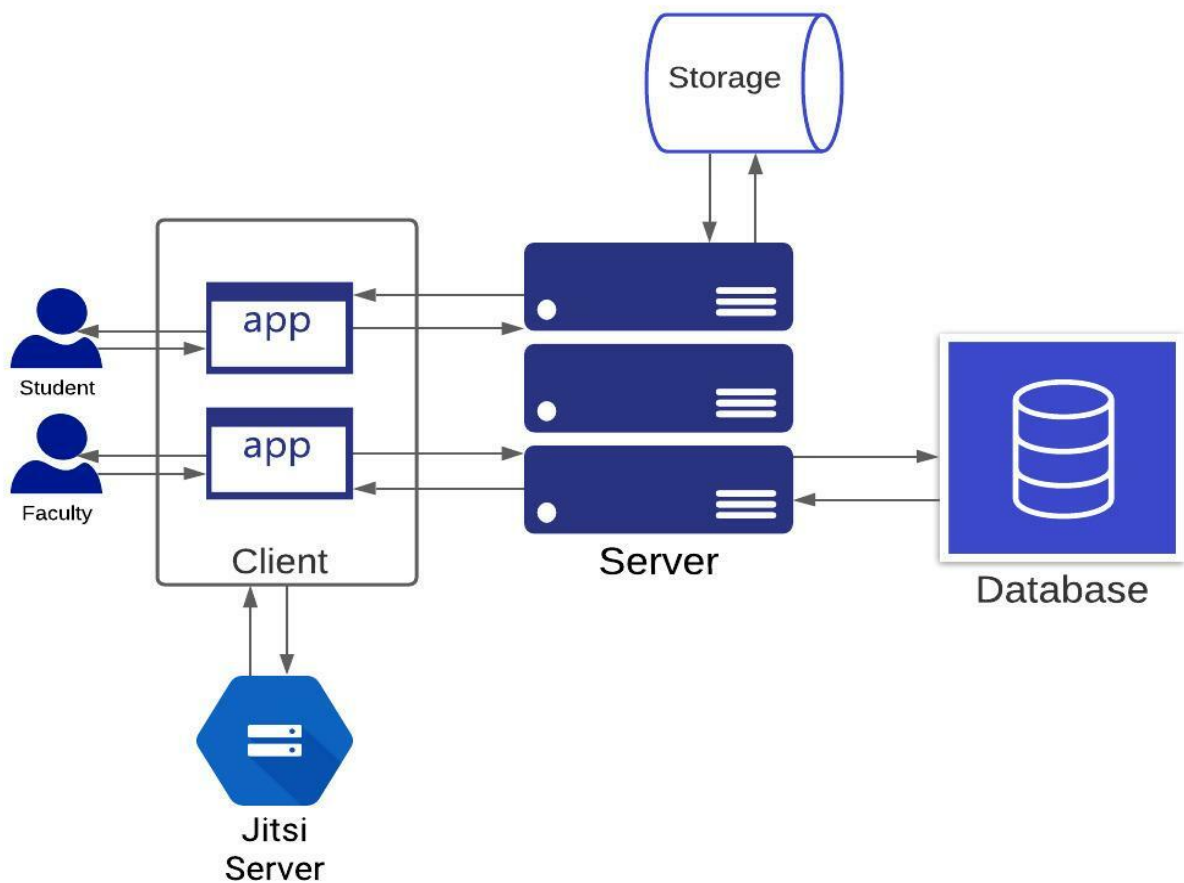 Storage
app
Student
app
Faculty
Client
Server
Database
Jitsi
Server